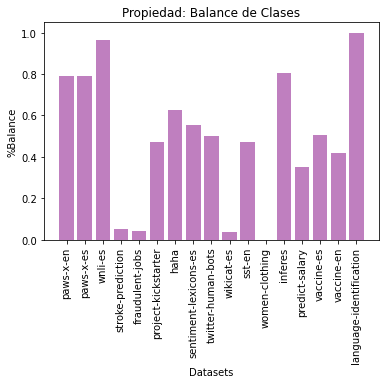 Propiedad: Balance de Clases
%Balance
1.0
0.8
0.6
0.4
0.2
0.0
paws-x-en
paws-x-es
wnli-es
stroke-prediction
fraudulent-jobs
project-kickstarter
haha
sentiment-lexicons-es
twitter-human-bots
wikicat-es
sst-en
women-clothing
inferes
predict-salary
vaccine-es
vaccine-en
language-identification
Datasets